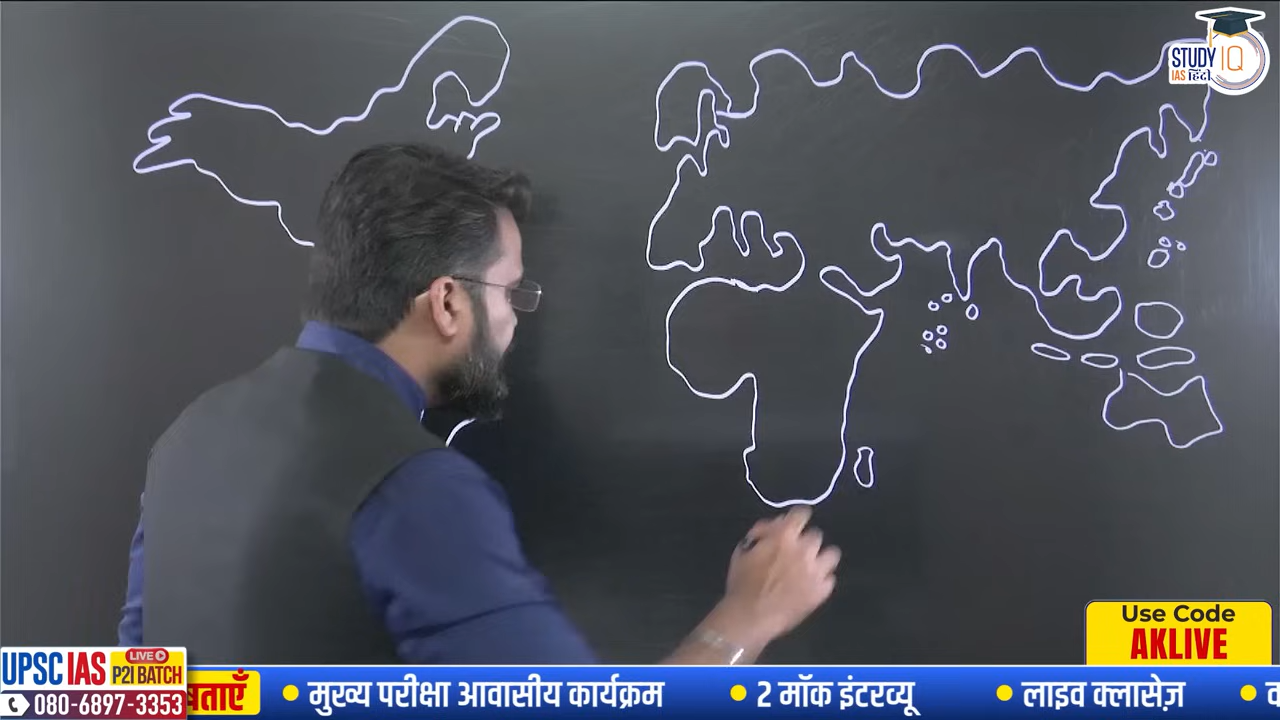 STUDY IQ
IAS हिंदी
Use Code
AKLIVE
UPSC IAS LIVE
P2I BATCH
080-6897-3353
मुख्य परीक्षा आवासीय कार्यक्रम
2 मॉक इंटरव्यू
लाइव क्लासेज़